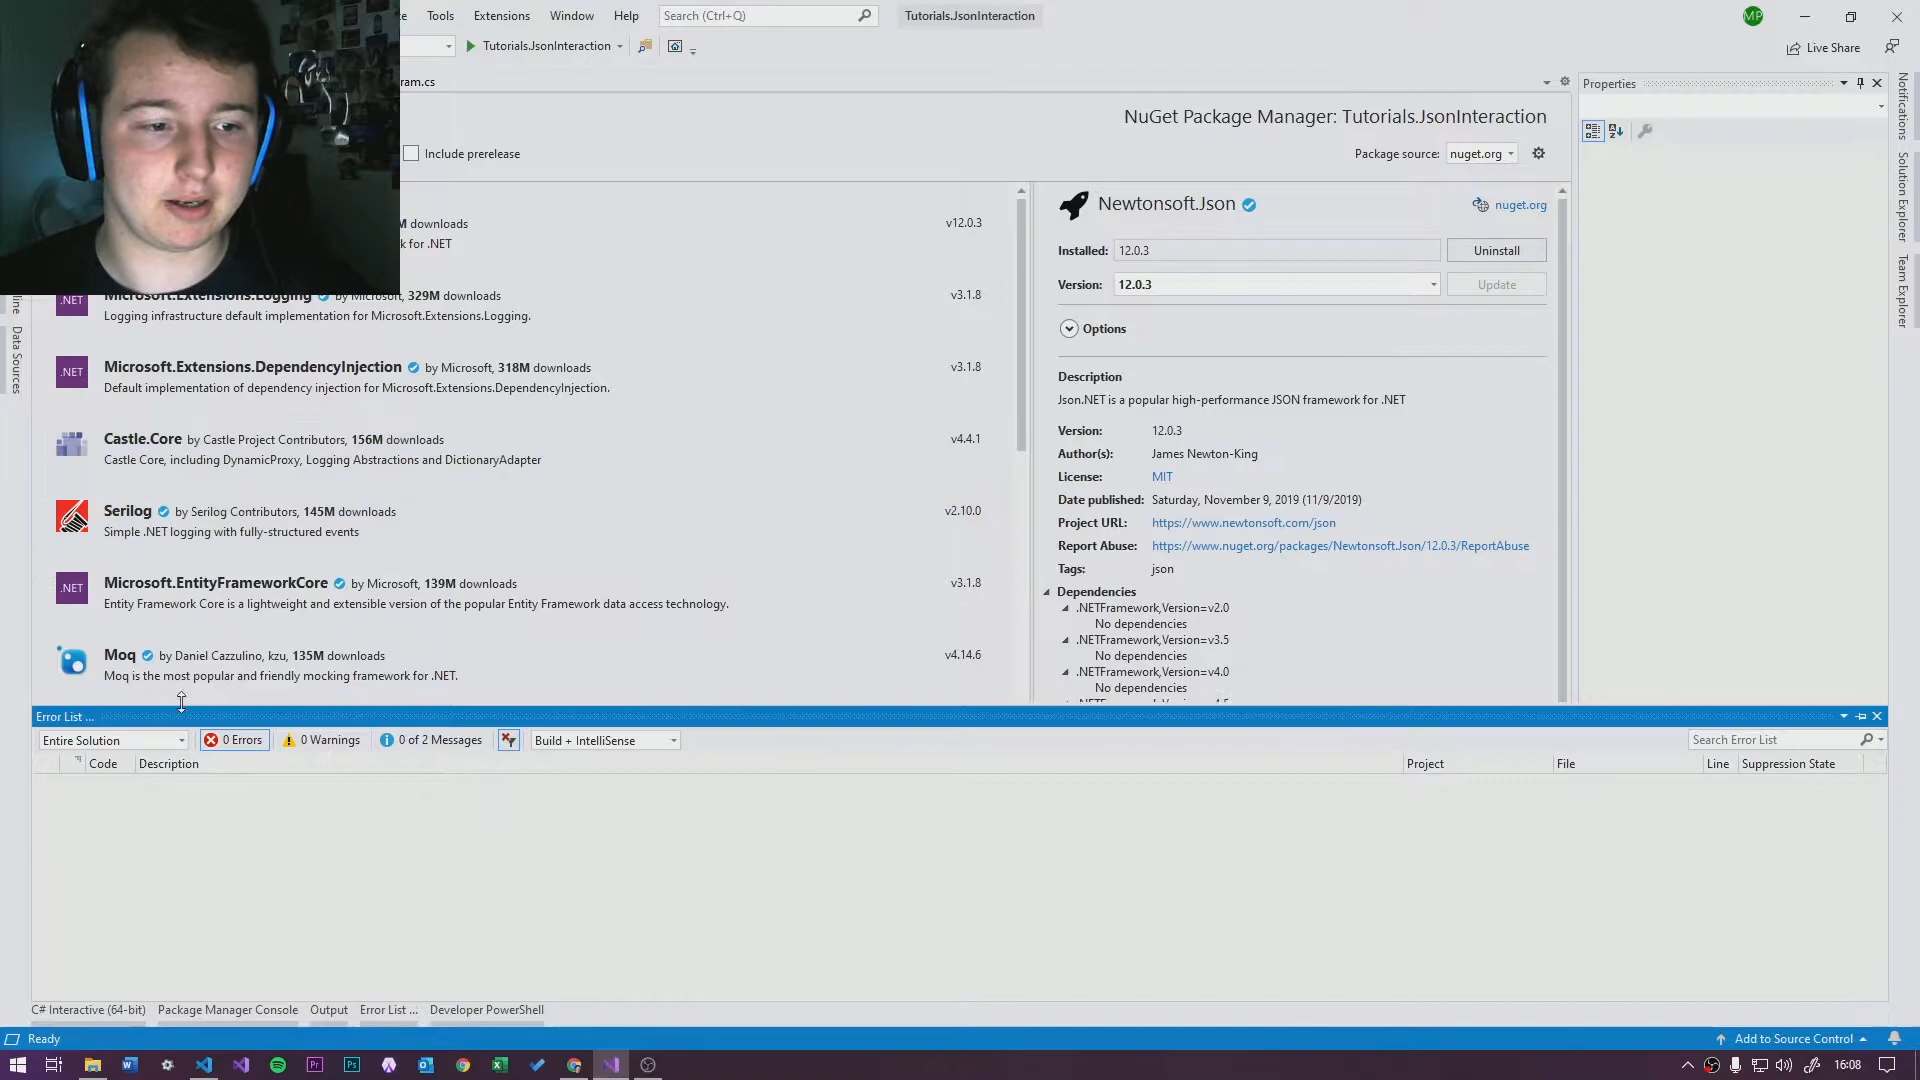 Tools Extensions Window Help Search (Ctrl+Q) Tutorials.JsonInteraction MP
Tutorials.JsonInteraction Live Share
ram.cs
Properties
NuGet Package Manager: Tutorials.JsonInteraction
Include prerelease
Package source: nuget.org
downloads
v12.0.3
k for .NET
Microsoft.Extensions.Logging by Microsoft, 329M downloads
v3.1.8
Logging infrastructure default implementation for Microsoft.Extensions.Logging.
.NET
Microsoft.Extensions.DependencyInjection by Microsoft, 318M downloads
v3.1.8
Default implementation of dependency injection for Microsoft.Extensions.DependencyInjection.
.NET
Castle.Core by Castle Project Contributors, 156M downloads
v4.4.1
Castle Core, including DynamicProxy, Logging Abstractions and DictionaryAdapter
Serilog by Serilog Contributors, 145M downloads
v2.10.0
Simple .NET logging with fully-structured events
.NET
Microsoft.EntityFrameworkCore by Microsoft, 139M downloads
v3.1.8
Entity Framework Core is a lightweight and extensible version of the popular Entity Framework data access technology.
Moq by Daniel Cazzulino, kzu, 135M downloads
v4.14.6
Moq is the most popular and friendly mocking framework for .NET.
Newtonsoft.Json
nuget.org
Installed: 12.0.3 Uninstall
Version: 12.0.3 Update
Options
Description
Json.NET is a popular high-performance JSON framework for .NET
Version: 12.0.3
Author(s): James Newton-King
License: MIT
Date published: Saturday, November 9, 2019 (11/9/2019)
Project URL: https://www.newtonsoft.com/json
Report Abuse: https://www.nuget.org/packages/Newtonsoft.Json/12.0.3/ReportAbuse
Tags: json
Dependencies
.NETFramework,Version=v2.0
No dependencies
.NETFramework,Version=v3.5
No dependencies
.NETFramework,Version=v4.0
No dependencies
Notifications
Solution Explorer
Team Explorer
Data Sources
Error List ...
Entire Solution 0 Errors 0 Warnings 0 of 2 Messages Build + IntelliSense Search Error List
Code Description Project File Line Suppression State
C# Interactive (64-bit) Package Manager Console Output Error List ... Developer PowerShell
Ready Add to Source Control
16:08